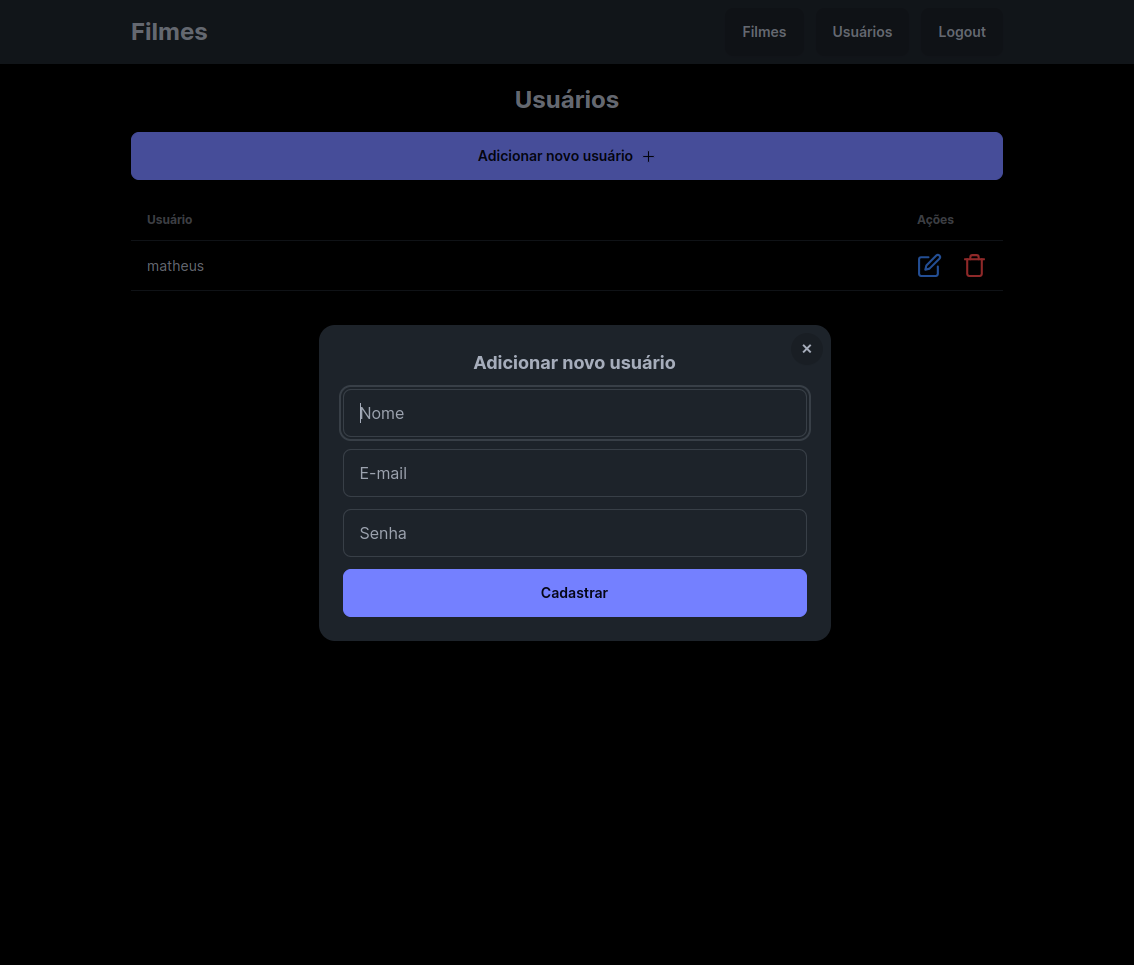 Filmes
Filmes Usuários Logout
Usuários
Adicionar novo usuário +
Usuário Ações
matheus
✕
Adicionar novo usuário
Nome
E-mail
Senha
Cadastrar